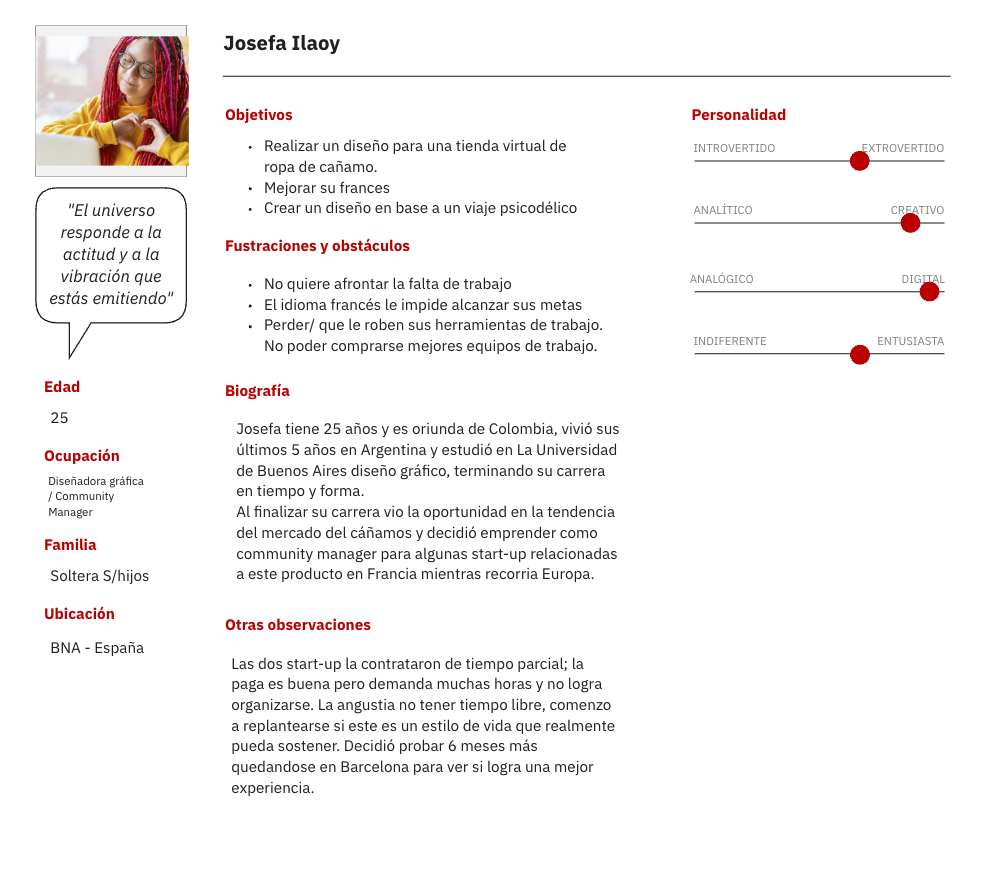 Josefa Ilaoy
"El universo
responde a la
actitud y a la
vibración que
estás emitiendo"
Edad
25
Ocupación
Diseñadora gráfica
/ Community
Manager
Familia
Soltera S/hijos
Ubicación
BNA - España
Objetivos
• Realizar un diseño para una tienda virtual de
ropa de cañamo.
• Mejorar su frances
• Crear un diseño en base a un viaje psicodélico
Fustraciones y obstáculos
• No quiere afrontar la falta de trabajo
• El idioma francés le impide alcanzar sus metas
• Perder/ que le roben sus herramientas de trabajo.
No poder comprarse mejores equipos de trabajo.
Biografía
Josefa tiene 25 años y es oriunda de Colombia, vivió sus
últimos 5 años en Argentina y estudió en La Universidad
de Buenos Aires diseño gráfico, terminando su carrera
en tiempo y forma.
Al finalizar su carrera vio la oportunidad en la tendencia
del mercado del cáñamos y decidió emprender como
community manager para algunas start-up relacionadas
a este producto en Francia mientras recorria Europa.
Otras observaciones
Las dos start-up la contrataron de tiempo parcial; la
paga es buena pero demanda muchas horas y no logra
organizarse. La angustia no tener tiempo libre, comenzo
a replantearse si este es un estilo de vida que realmente
pueda sostener. Decidió probar 6 meses más
quedandose en Barcelona para ver si logra una mejor
experiencia.
Personalidad
INTROVERTIDO EXTROVERTIDO
ANALÍTICO CREATIVO
ANALÓGICO DIGITAL
INDIFERENTE ENTUSIASTA